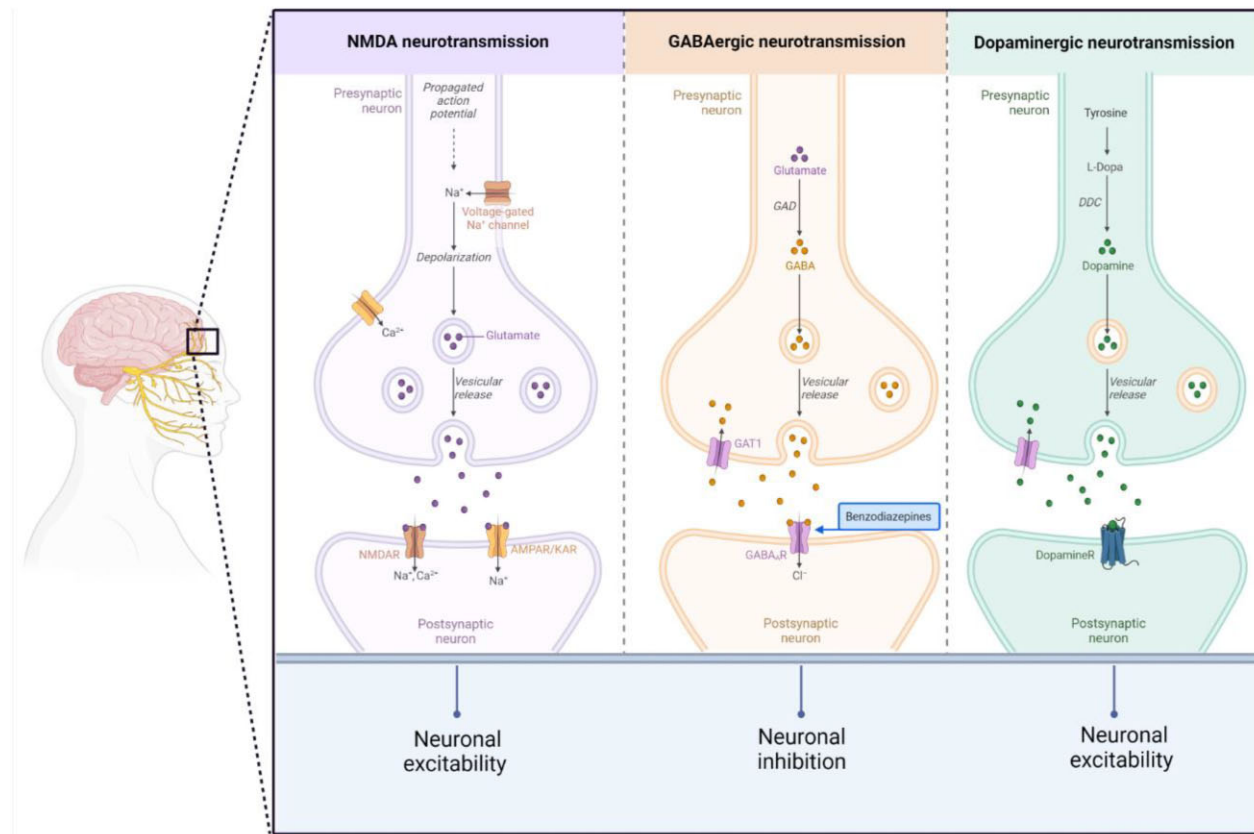 NMDA neurotransmission
Presynaptic
neuron
Propagated
action
potential
Na⁺
Voltage-gated
Na⁺ channel
Depolarization
Ca²⁺
Glutamate
Vesicular
release
NMDAR
AMPAR/KAR
Na⁺,Ca²⁺
Na⁺
Postsynaptic
neuron
Neuronal
excitability
GABAergic neurotransmission
Presynaptic
neuron
Glutamate
GAD
GABA
Vesicular
release
GAT1
Benzodiazepines
GABAₐR
Cl⁻
Postsynaptic
neuron
Neuronal
inhibition
Dopaminergic neurotransmission
Presynaptic
neuron
Tyrosine
L-Dopa
DDC
Dopamine
Vesicular
release
DopamineR
Postsynaptic
neuron
Neuronal
excitability